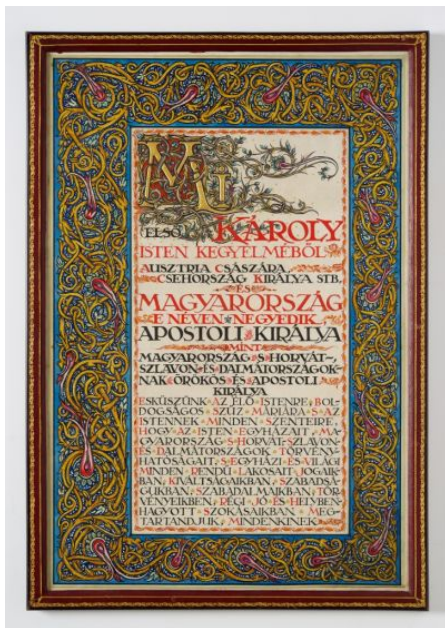 MI
ELSŐ KÁROLY
ISTEN KEGYELMÉBŐL
AUSZTRIA CSÁSZÁRA,
CSEHORSZÁG KIRÁLYA STB.
ÉS
MAGYARORSZÁG
E NÉVEN NEGYEDIK
APOSTOLI KIRÁLYA
MINT
MAGYARORSZÁG S HORVÁT-,
SZLAVON- ÉS DALMÁTORSZÁGOK-
NAK ÖRÖKÖS ÉS APOSTOLI
KIRÁLYA
ESKÜSZÜNK AZ ÉLŐ ISTENRE, BOL-
DOGSÁGOS SZŰZ MÁRIÁRA S AZ
ISTENNEK MINDEN SZENTEIRE,
HOGY AZ ISTEN EGYHÁZAIT, MA-
GYARORSZÁG S HORVÁT-SZLAVON-
ÉS DALMÁTORSZÁGOK TÖRVÉNY-
HATÓSÁGAIT, S EGYHÁZI ÉS VILÁGI
MINDEN RENDŰ LAKOSAIT JOGAIK-
BAN, KIVÁLTSÁGAIKBAN, SZABADSÁ-
GUKBAN, SZABADALMAIKBAN, TÖR-
VÉNYEIKBEN, RÉGI JÓ ÉS HELYBEN-
HAGYOTT SZOKÁSAIKBAN MEG-
TARTANDJUK, MINDENKINEK